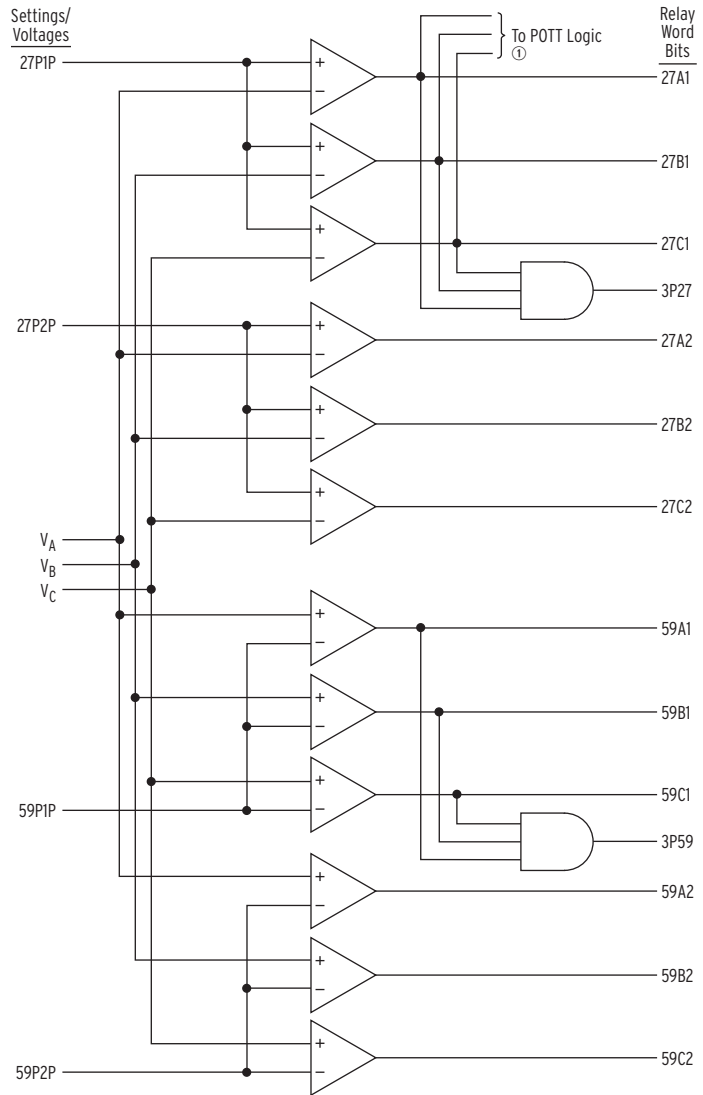 Settings/
Voltages
Relay
Word
Bits
To POTT Logic
①
27P1P
+
−
27A1
+
−
27B1
+
−
27C1
3P27
27P2P
+
−
27A2
+
−
27B2
+
−
27C2
VA
VB
VC
+
−
59A1
+
−
59B1
+
−
59C1
59P1P
3P59
+
−
59A2
+
−
59B2
+
−
59C2
59P2P